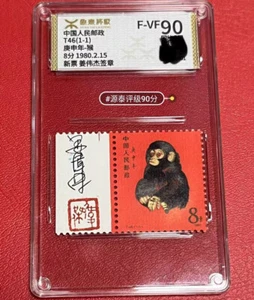 源泰评级
F-VF90
中国人民邮政
T46(1-1)
庚申年-猴
8分 1980.2.15
新票 姜伟杰签章
#源泰评级90分
中国人民邮政
8分